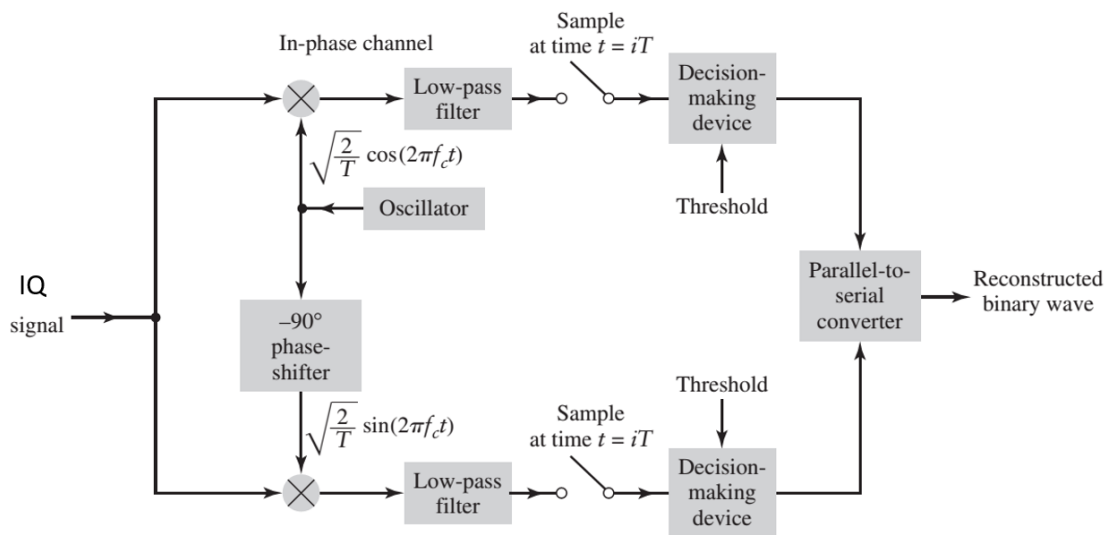 In-phase channel
Sample
at time t = iT
Low-pass
filter
Decision-
making
device
√2/T cos(2πf_ct)
Oscillator
Threshold
IQ
signal
–90°
phase-
shifter
Parallel-to-
serial
converter
Reconstructed
binary wave
√2/T sin(2πf_ct)
Threshold
Sample
at time t = iT
Low-pass
filter
Decision-
making
device